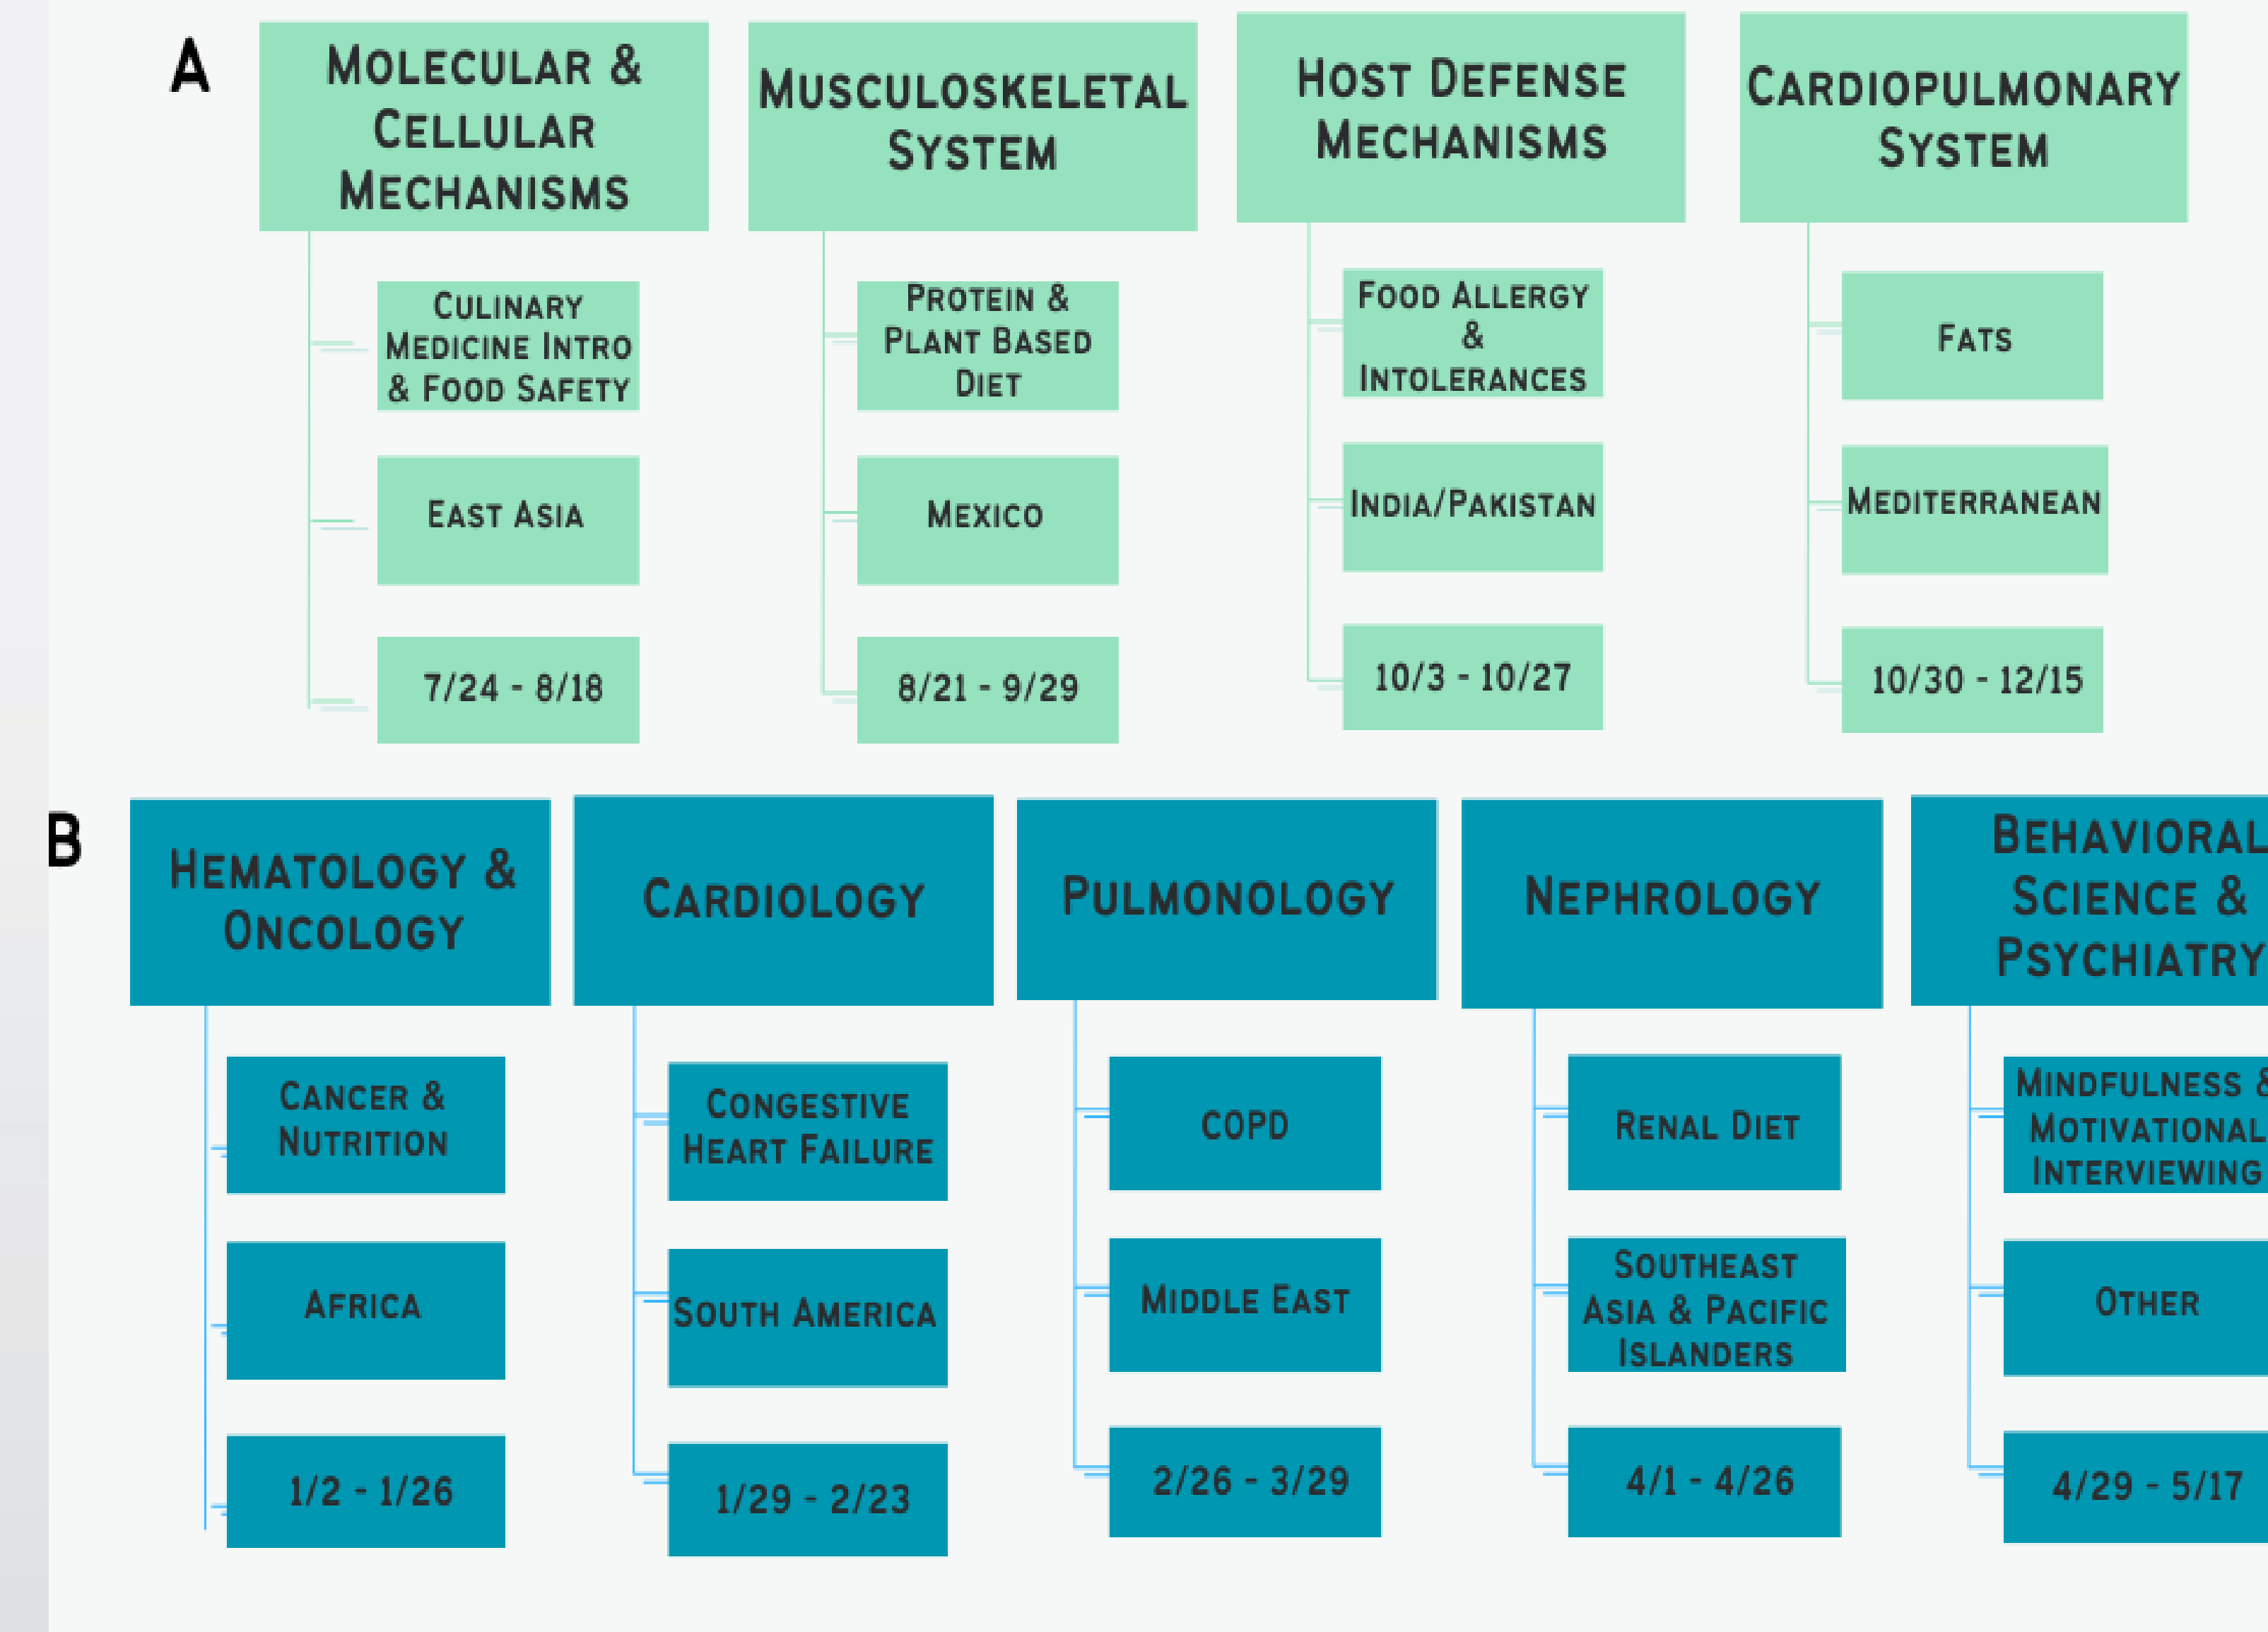 A
MOLECULAR &
CELLULAR
MECHANISMS
CULINARY
MEDICINE INTRO
& FOOD SAFETY
EAST ASIA
7/24 - 8/18
MUSCULOSKELETAL
SYSTEM
PROTEIN &
PLANT BASED
DIET
MEXICO
8/21 - 9/29
HOST DEFENSE
MECHANISMS
FOOD ALLERGY
&
INTOLERANCES
INDIA/PAKISTAN
10/3 - 10/27
CARDIOPULMONARY
SYSTEM
FATS
MEDITERRANEAN
10/30 - 12/15
B
HEMATOLOGY &
ONCOLOGY
CANCER &
NUTRITION
AFRICA
1/2 - 1/26
CARDIOLOGY
CONGESTIVE
HEART FAILURE
SOUTH AMERICA
1/29 - 2/23
PULMONOLOGY
COPD
MIDDLE EAST
2/26 - 3/29
NEPHROLOGY
RENAL DIET
SOUTHEAST
ASIA & PACIFIC
ISLANDERS
4/1 - 4/26
BEHAVIORAL
SCIENCE &
PSYCHIATRY
MINDFULNESS &
MOTIVATIONAL
INTERVIEWING
OTHER
4/29 - 5/17